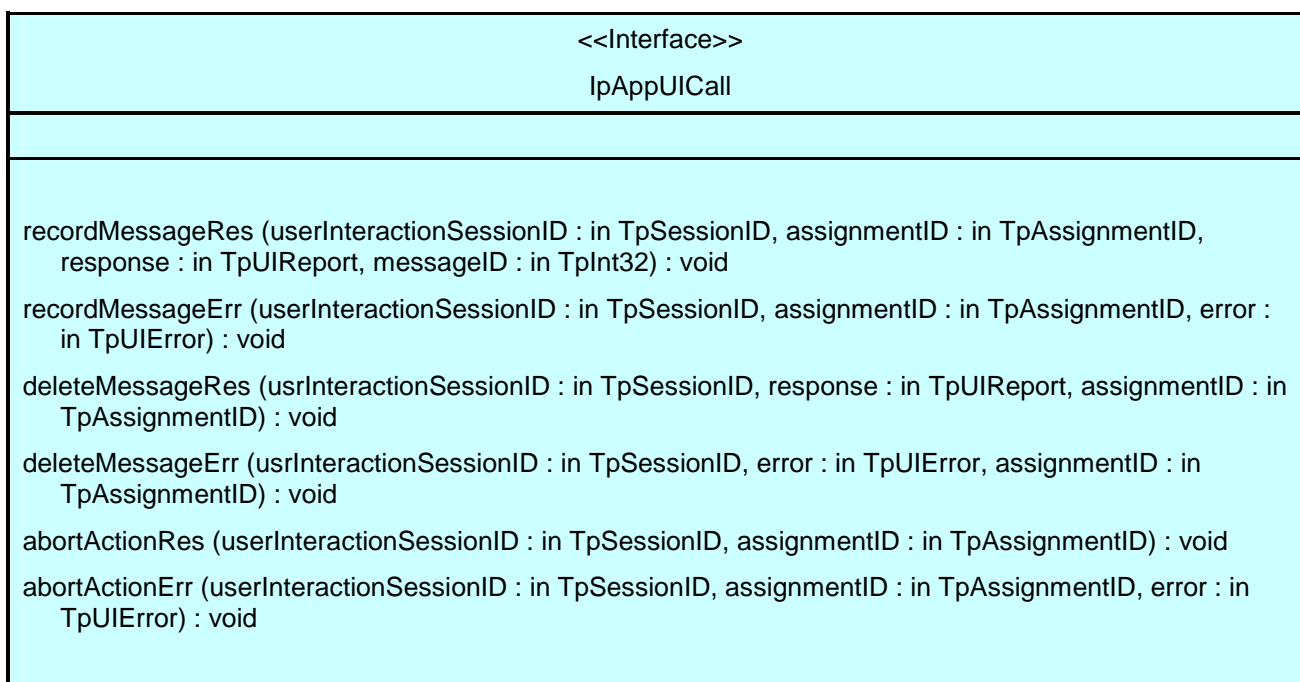 <<Interface>>
IpAppUICall
recordMessageRes (userInteractionSessionID : in TpSessionID, assignmentID : in TpAssignmentID,
response : in TpUIReport, messageID : in TpInt32) : void
recordMessageErr (userInteractionSessionID : in TpSessionID, assignmentID : in TpAssignmentID, error :
in TpUIError) : void
deleteMessageRes (usrInteractionSessionID : in TpSessionID, response : in TpUIReport, assignmentID : in
TpAssignmentID) : void
deleteMessageErr (usrInteractionSessionID : in TpSessionID, error : in TpUIError, assignmentID : in
TpAssignmentID) : void
abortActionRes (userInteractionSessionID : in TpSessionID, assignmentID : in TpAssignmentID) : void
abortActionErr (userInteractionSessionID : in TpSessionID, assignmentID : in TpAssignmentID, error : in
TpUIError) : void